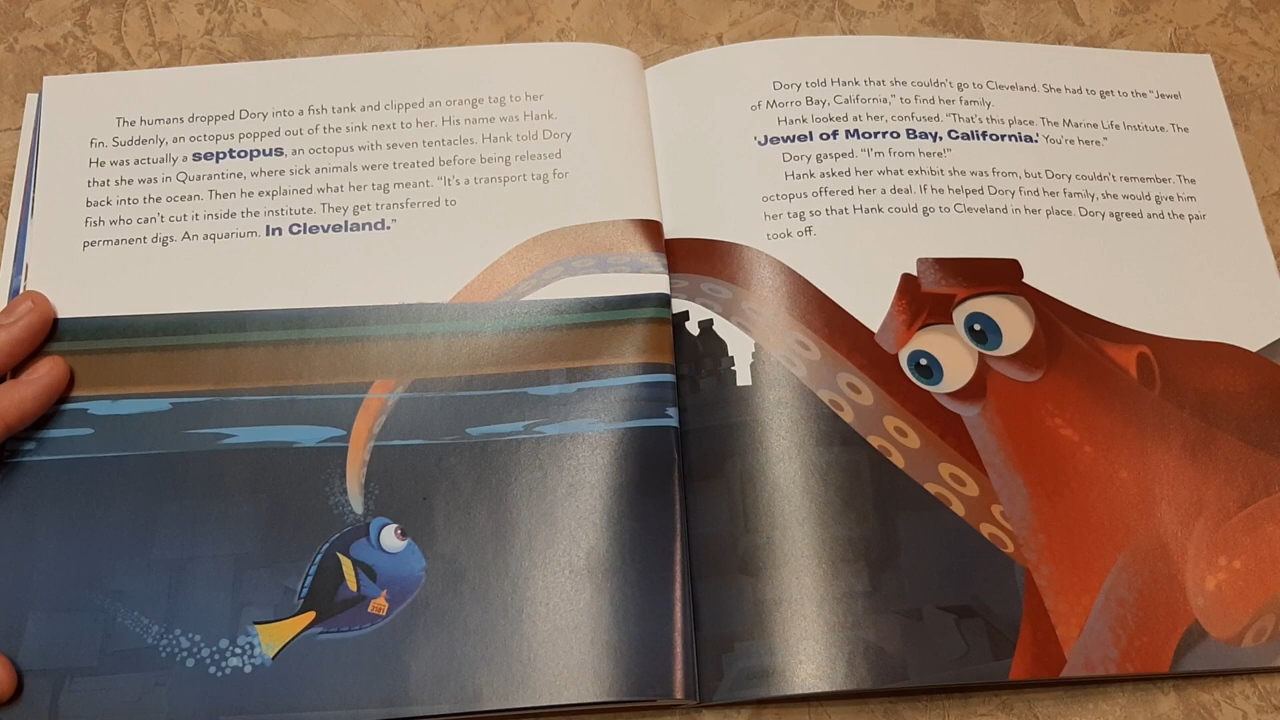 The humans dropped Dory into a fish tank and clipped an orange tag to her
fin. Suddenly, an octopus popped out of the sink next to her. His name was Hank.
He was actually a septopus, an octopus with seven tentacles. Hank told Dory
that she was in Quarantine, where sick animals were treated before being released
back into the ocean. Then he explained what her tag meant. “It’s a transport tag for
fish who can’t cut it inside the institute. They get transferred to
permanent digs. An aquarium. In Cleveland.”
Dory told Hank that she couldn’t go to Cleveland. She had to get to the “Jewel
of Morro Bay, California,” to find her family.
Hank looked at her, confused. “That’s this place. The Marine Life Institute. The
‘Jewel of Morro Bay, California.’ You’re here.”
Dory gasped. “I’m from here!”
Hank asked her what exhibit she was from, but Dory couldn’t remember. The
octopus offered her a deal. If he helped Dory find her family, she would give him
her tag so that Hank could go to Cleveland in her place. Dory agreed and the pair
took off.